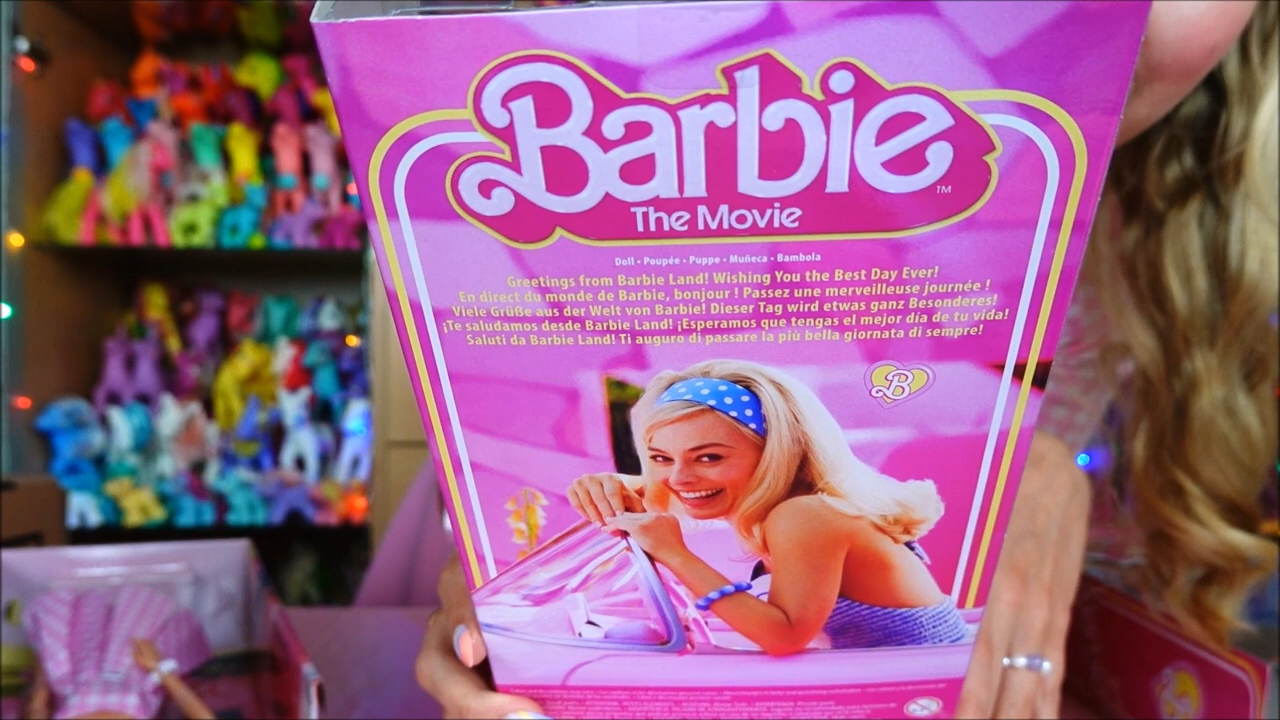 Barbie™
The Movie
Doll • Poupée • Puppe • Muñeca • Bambola
Greetings from Barbie Land! Wishing You the Best Day Ever!
En direct du monde de Barbie, bonjour ! Passez une merveilleuse journée !
Viele Grüße aus der Welt von Barbie! Dieser Tag wird etwas ganz Besonderes!
¡Te saludamos desde Barbie Land! ¡Esperamos que tengas el mejor día de tu vida!
Saluti da Barbie Land! Ti auguro di passare la più bella giornata di sempre!
B